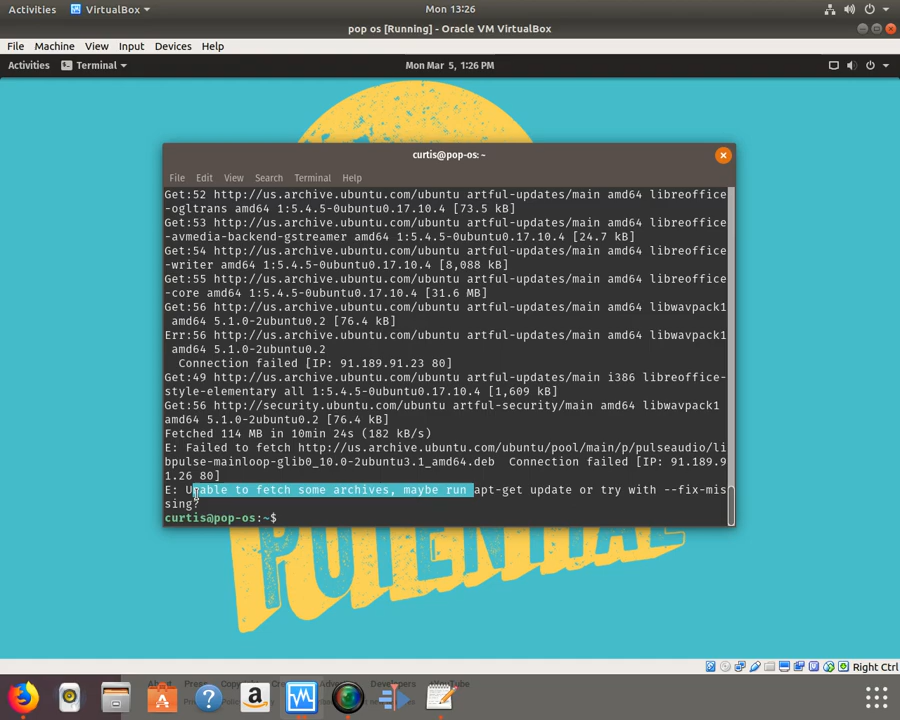 Activities VirtualBox Mon 13:26
pop os [Running] - Oracle VM VirtualBox
File Machine View Input Devices Help
Activities Terminal Mon Mar 5, 1:26 PM
curtis@pop-os: ~
File Edit View Search Terminal Help
Get:52 http://us.archive.ubuntu.com/ubuntu artful-updates/main amd64 libreoffice
-ogltrans amd64 1:5.4.5-0ubuntu0.17.10.4 [73.5 kB]
Get:53 http://us.archive.ubuntu.com/ubuntu artful-updates/main amd64 libreoffice
-avmedia-backend-gstreamer amd64 1:5.4.5-0ubuntu0.17.10.4 [24.7 kB]
Get:54 http://us.archive.ubuntu.com/ubuntu artful-updates/main amd64 libreoffice
-writer amd64 1:5.4.5-0ubuntu0.17.10.4 [8,088 kB]
Get:55 http://us.archive.ubuntu.com/ubuntu artful-updates/main amd64 libreoffice
-core amd64 1:5.4.5-0ubuntu0.17.10.4 [31.6 MB]
Get:56 http://us.archive.ubuntu.com/ubuntu artful-updates/main amd64 libwavpack1
amd64 5.1.0-2ubuntu0.2 [76.4 kB]
Err:56 http://us.archive.ubuntu.com/ubuntu artful-updates/main amd64 libwavpack1
amd64 5.1.0-2ubuntu0.2
Connection failed [IP: 91.189.91.23 80]
Get:49 http://us.archive.ubuntu.com/ubuntu artful-updates/main i386 libreoffice-
style-elementary all 1:5.4.5-0ubuntu0.17.10.4 [1,609 kB]
Get:56 http://security.ubuntu.com/ubuntu artful-security/main amd64 libwavpack1
amd64 5.1.0-2ubuntu0.2 [76.4 kB]
Fetched 114 MB in 10min 24s (182 kB/s)
E: Failed to fetch http://us.archive.ubuntu.com/ubuntu/pool/main/p/pulseaudio/li
bpulse-mainloop-glib0_10.0-2ubuntu3.1_amd64.deb Connection failed [IP: 91.189.9
1.26 80]
E: Unable to fetch some archives, maybe run apt-get update or try with --fix-mis
sing?
curtis@pop-os:~$
POTENTIAL
Right Ctrl